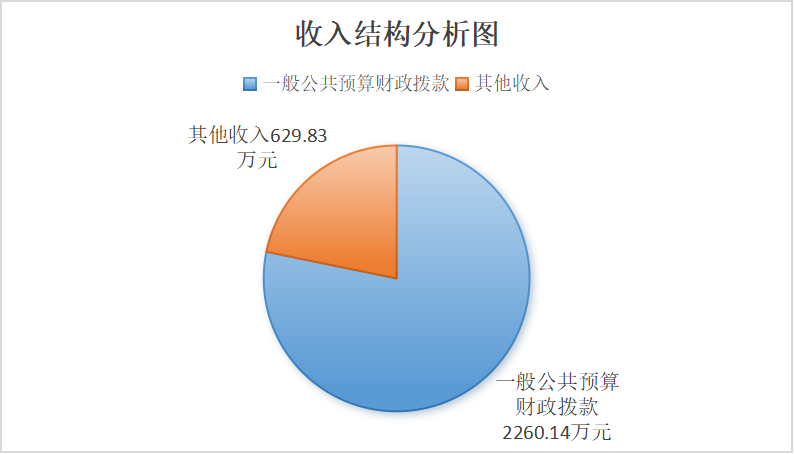 收入结构分析图
一般公共预算财政拨款 其他收入
其他收入629.83
万元
一般公共预算
财政拨款
2260.14万元